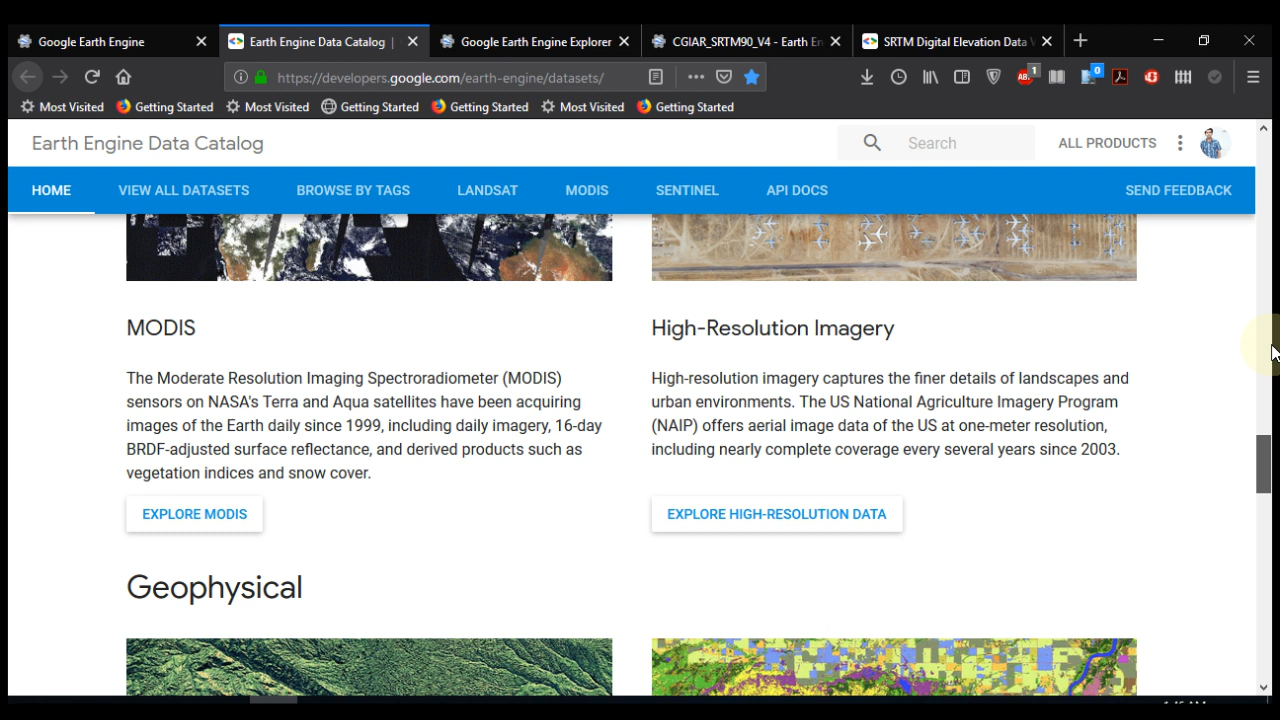 Google Earth Engine
Earth Engine Data Catalog |
Google Earth Engine Explorer
CGIAR_SRTM90_V4 - Earth En
SRTM Digital Elevation Data V
https://developers.google.com/earth-engine/datasets/
1
0
Most Visited Getting Started Most Visited Getting Started Getting Started Most Visited Getting Started
Earth Engine Data Catalog
Search
ALL PRODUCTS
HOME VIEW ALL DATASETS BROWSE BY TAGS LANDSAT MODIS SENTINEL API DOCS SEND FEEDBACK
MODIS
The Moderate Resolution Imaging Spectroradiometer (MODIS)
sensors on NASA's Terra and Aqua satellites have been acquiring
images of the Earth daily since 1999, including daily imagery, 16-day
BRDF-adjusted surface reflectance, and derived products such as
vegetation indices and snow cover.
EXPLORE MODIS
High-Resolution Imagery
High-resolution imagery captures the finer details of landscapes and
urban environments. The US National Agriculture Imagery Program
(NAIP) offers aerial image data of the US at one-meter resolution,
including nearly complete coverage every several years since 2003.
EXPLORE HIGH-RESOLUTION DATA
Geophysical